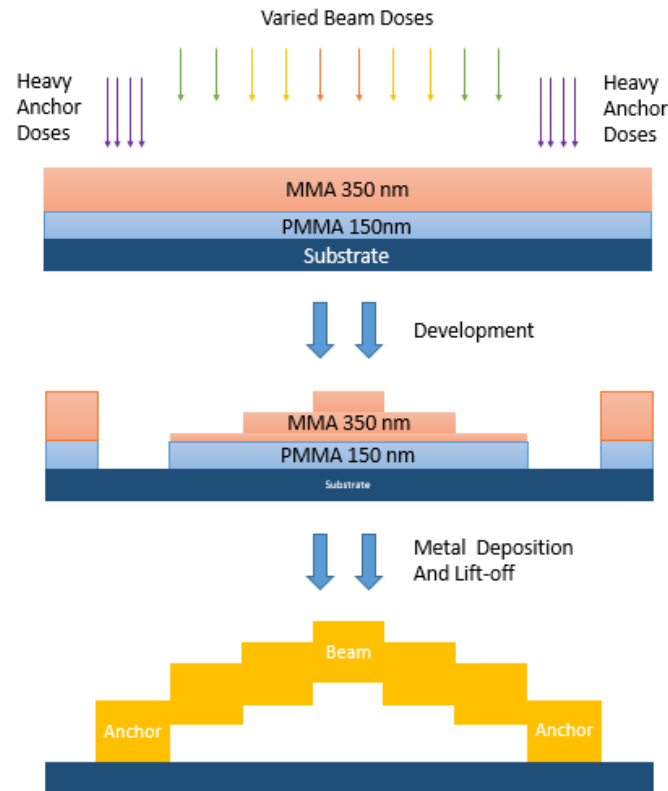 Varied Beam Doses
Heavy
Anchor
Doses
Heavy
Anchor
Doses
MMA 350 nm
PMMA 150nm
Substrate
Development
MMA 350 nm
PMMA 150 nm
Substrate
Metal Deposition
And Lift-off
Beam
Anchor
Anchor